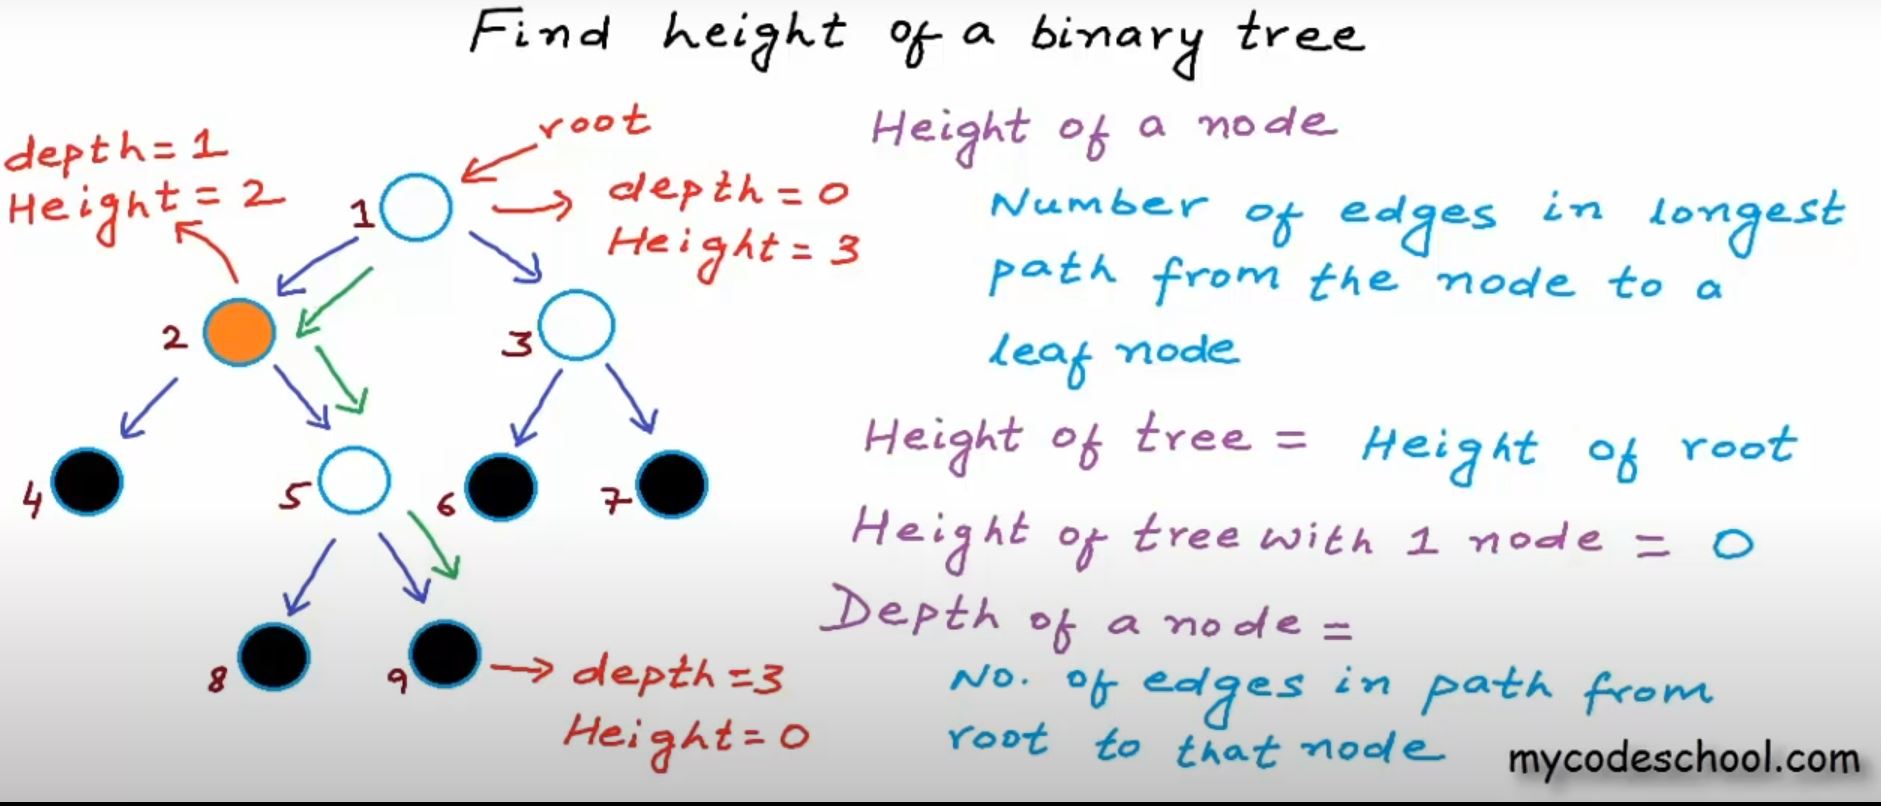 Find height of a binary tree
depth = 1
Height = 2
root
1
depth = 0
Height = 3
2
3
4
5
6
7
8
9
depth = 3
Height = 0
Height of a node
Number of edges in longest
path from the node to a
leaf node
Height of tree = Height of root
Height of tree with 1 node = 0
Depth of a node =
No. of edges in path from
root to that node
mycodeschool.com